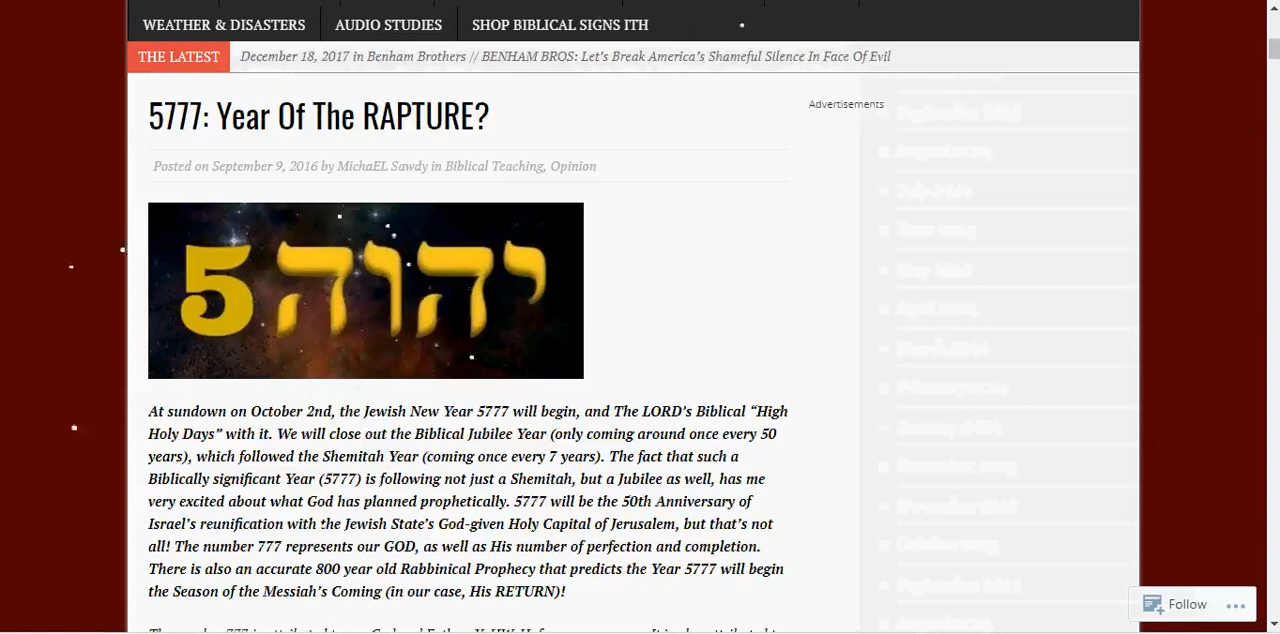 WEATHER & DISASTERS AUDIO STUDIES SHOP BIBLICAL SIGNS ITH
THE LATEST December 18, 2017 in Benham Brothers // BENHAM BROS: Let's Break America's Shameful Silence In Face Of Evil
5777: Year Of The RAPTURE?
Advertisements
Posted on September 9, 2016 by MichaEL Sawdy in Biblical Teaching, Opinion
5יהוה
At sundown on October 2nd, the Jewish New Year 5777 will begin, and The LORD's Biblical “High
Holy Days” with it. We will close out the Biblical Jubilee Year (only coming around once every 50
years), which followed the Shemitah Year (coming once every 7 years). The fact that such a
Biblically significant Year (5777) is following not just a Shemitah, but a Jubilee as well, has me
very excited about what God has planned prophetically. 5777 will be the 50th Anniversary of
Israel's reunification with the Jewish State's God-given Holy Capital of Jerusalem, but that's not
all! The number 777 represents our GOD, as well as His number of perfection and completion.
There is also an accurate 800 year old Rabbinical Prophecy that predicts the Year 5777 will begin
the Season of the Messiah's Coming (in our case, His RETURN)!
Follow